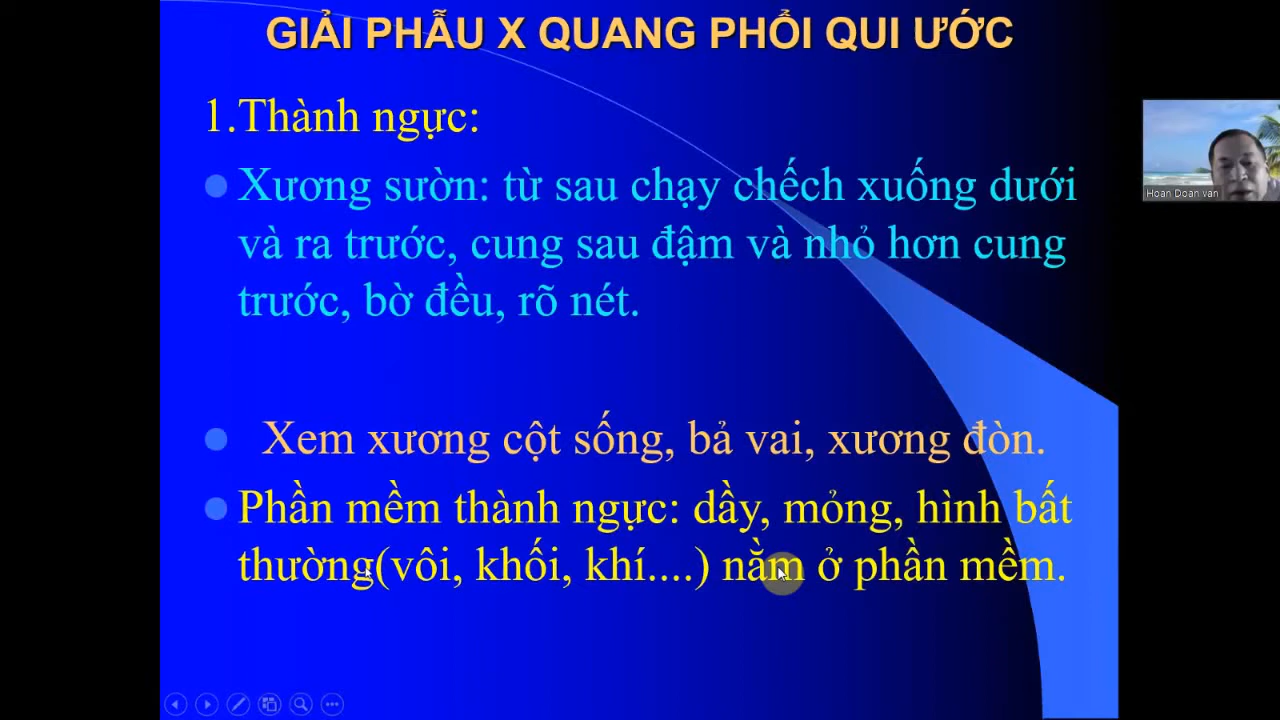 GIẢI PHẪU X QUANG PHỔI QUI ƯỚC
1.Thành ngực:
Xương sườn: từ sau chạy chếch xuống dưới
và ra trước, cung sau đậm và nhỏ hơn cung
trước, bờ đều, rõ nét.
Xem xương cột sống, bả vai, xương đòn.
Phần mềm thành ngực: dầy, mỏng, hình bất
thường(vôi, khối, khí....) nằm ở phần mềm.
Hoan Doan van